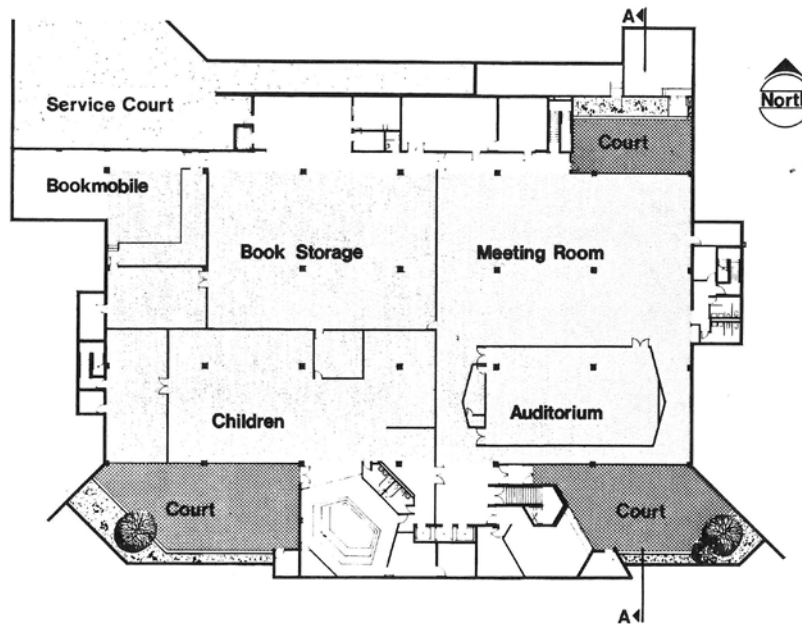 A
North
Service Court
Court
Bookmobile
Book Storage
Meeting Room
Children
Auditorium
Court
Court
A